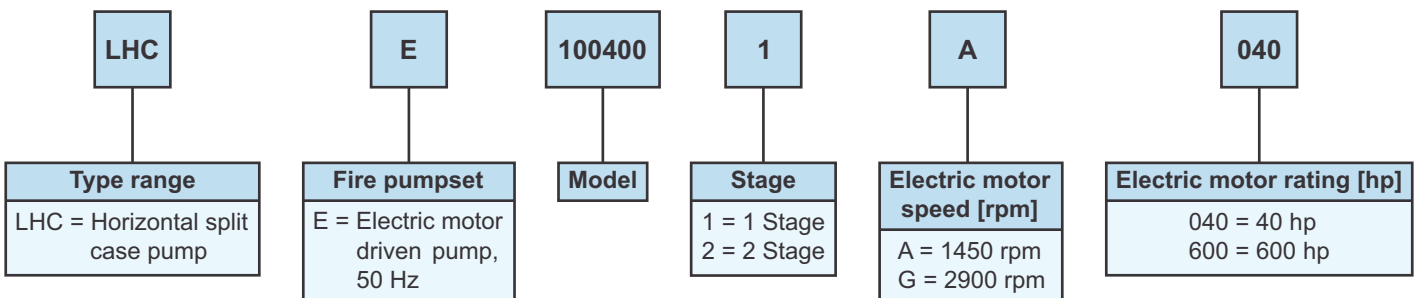 LHC
E
100400
1
A
040
Type range
LHC = Horizontal split
case pump
Fire pumpset
E = Electric motor
driven pump,
50 Hz
Model
Stage
1 = 1 Stage
2 = 2 Stage
Electric motor
speed [rpm]
A = 1450 rpm
G = 2900 rpm
Electric motor rating [hp]
040 = 40 hp
600 = 600 hp